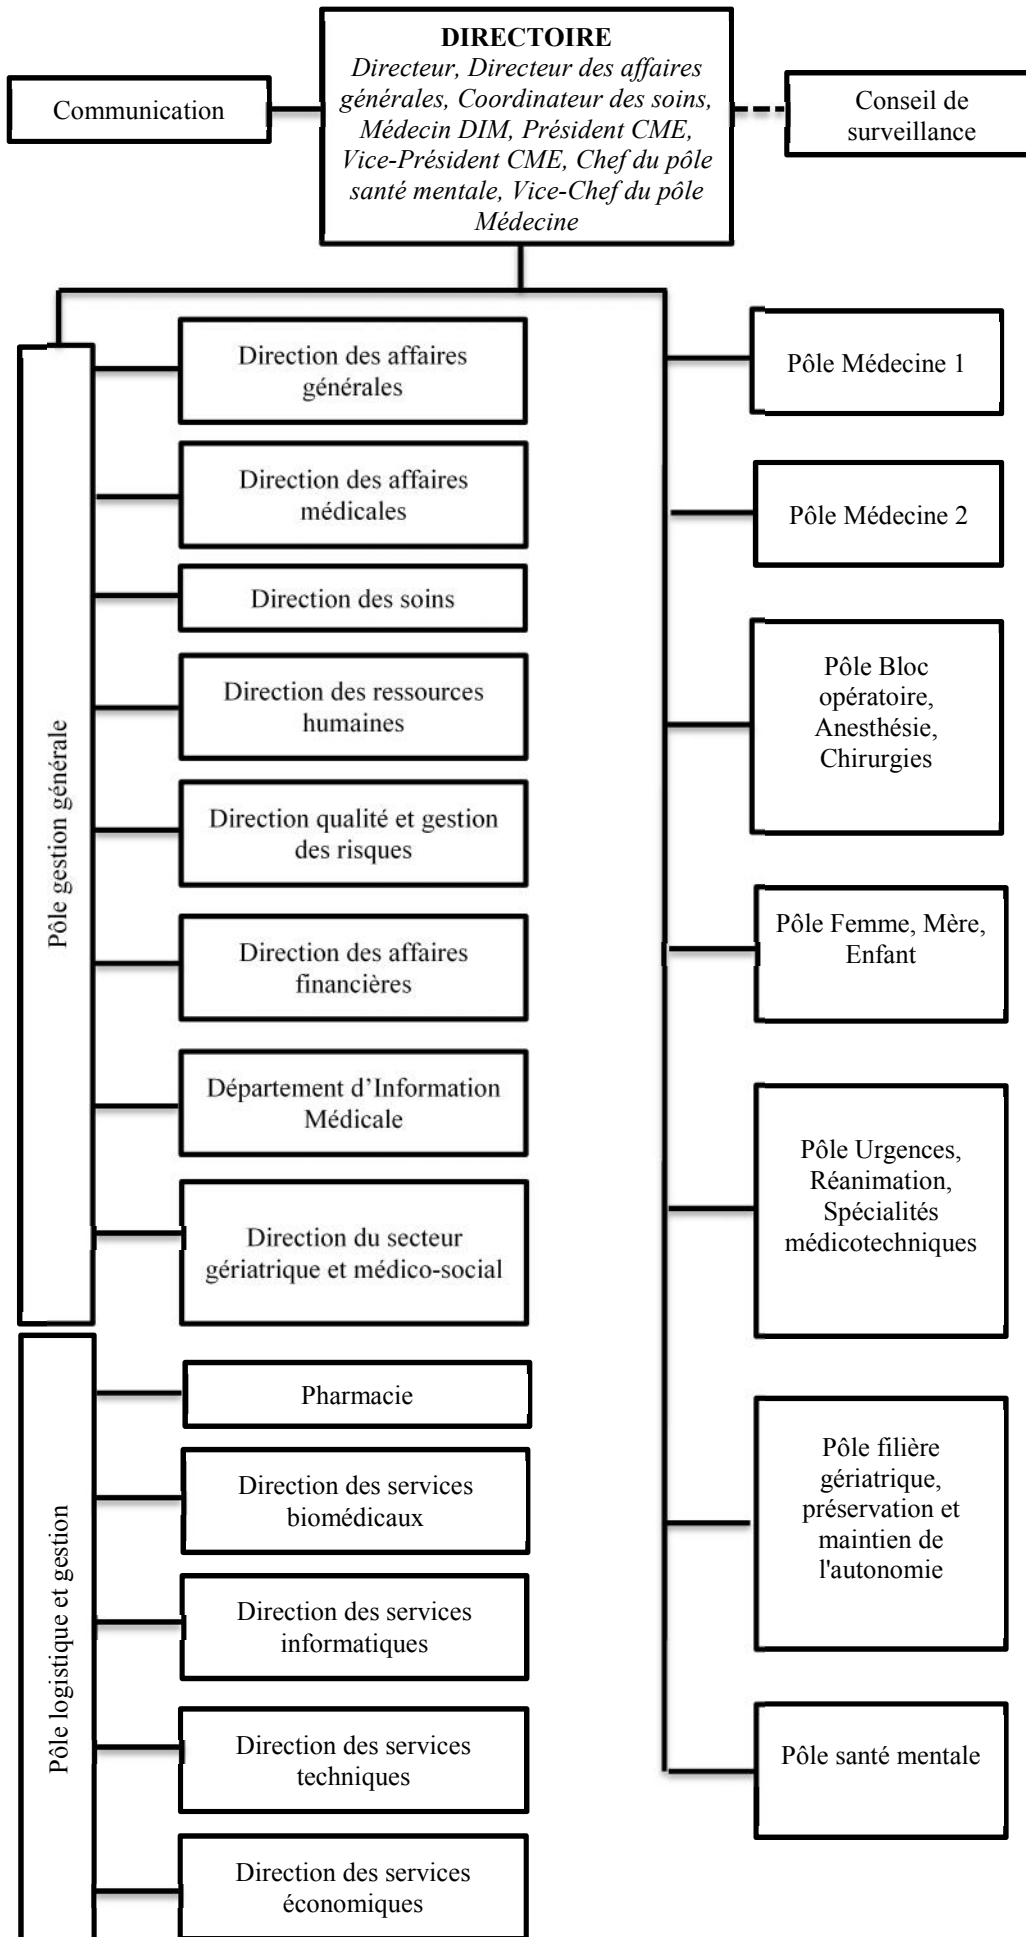 DIRECTOIRE
Directeur, Directeur des affaires
générales, Coordinateur des soins,
Médecin DIM, Président CME,
Vice-Président CME, Chef du pôle
santé mentale, Vice-Chef du pôle
Médecine
Communication
Conseil de
surveillance
Pôle gestion générale
Direction des affaires
générales
Direction des affaires
médicales
Direction des soins
Direction des ressources
humaines
Direction qualité et gestion
des risques
Direction des affaires
financières
Département d’Information
Médicale
Direction du secteur
gériatrique et médico-social
Pôle logistique et gestion
Pharmacie
Direction des services
biomédicaux
Direction des services
informatiques
Direction des services
techniques
Direction des services
économiques
Pôle Médecine 1
Pôle Médecine 2
Pôle Bloc
opératoire,
Anesthésie,
Chirurgies
Pôle Femme, Mère,
Enfant
Pôle Urgences,
Réanimation,
Spécialités
médicotechniques
Pôle filière
gériatrique,
préservation et
maintien de
l'autonomie
Pôle santé mentale